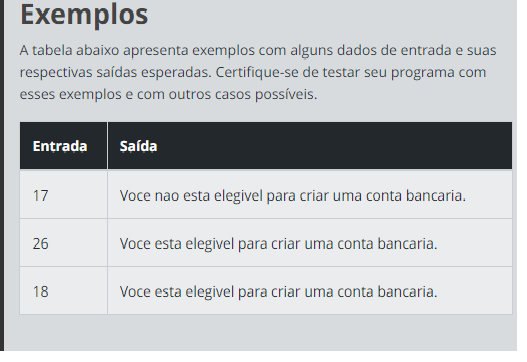 Exemplos
A tabela abaixo apresenta exemplos com alguns dados de entrada e suas
respectivas saídas esperadas. Certifique-se de testar seu programa com
esses exemplos e com outros casos possíveis.
Entrada Saída
17 Voce nao esta elegivel para criar uma conta bancaria.
26 Voce esta elegivel para criar uma conta bancaria.
18 Voce esta elegivel para criar uma conta bancaria.